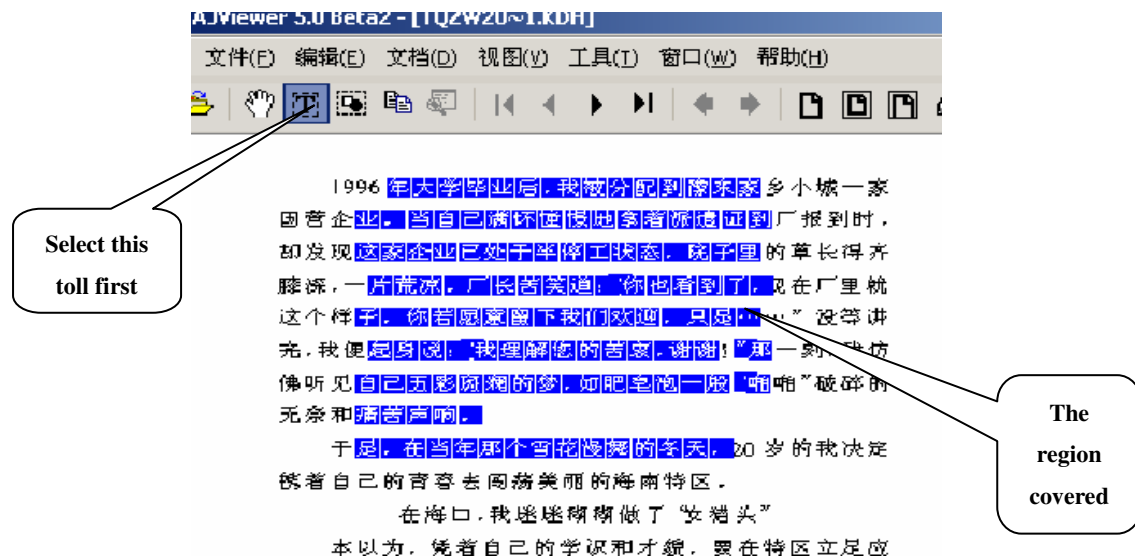 AJViewer 5.0 Beta2 - [TQZW20~1.KDH]
文件(F) 编辑(E) 文档(D) 视图(V) 工具(T) 窗口(W) 帮助(H)
1996 年大学毕业后,我被分配到豫东家乡小城一家
国营企业。当自己满怀憧憬地拿着派遣证到厂报到时,
却发现这家企业已处于半停工状态。院子里的草长得齐
膝深,一片荒凉。厂长苦笑道:“你也看到了,现在厂里就
这个样子。你若愿意留下我们欢迎。只是……”没等讲
完,我便起身说:“我理解您的苦衷,谢谢!”那一刻,我仿
佛听见自己五彩斑斓的梦,如肥皂泡一般“啪啪”破碎的
无奈和痛苦声响。
于是,在当年那个雪花漫舞的冬天,20 岁的我决定
凭着自己的青春去闯荡美丽的海南特区。
在海口,我迷迷糊糊做了“女猎头”
本以为,凭着自己的学识和才貌,要在特区立足应
Select this
toll first
The
region
covered